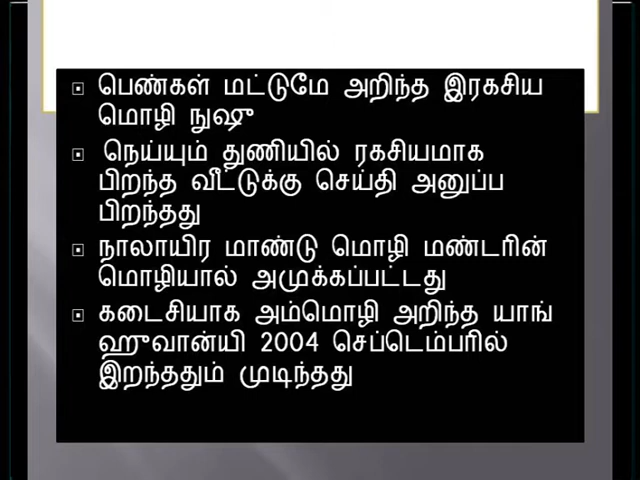 பெண்கள் மட்டுமே அறிந்த இரகசிய
மொழி நுஷு
நெய்யும் துணியில் ரகசியமாக
பிறந்த வீட்டுக்கு செய்தி அனுப்ப
பிறந்தது
நாலாயிர மாண்டு மொழி மண்டரின்
மொழியால் அமுக்கப்பட்டது
கடைசியாக அம்மொழி அறிந்த யாங்
ஹுவான்யி 2004 செப்டெம்பரில்
இறந்ததும் முடிந்தது